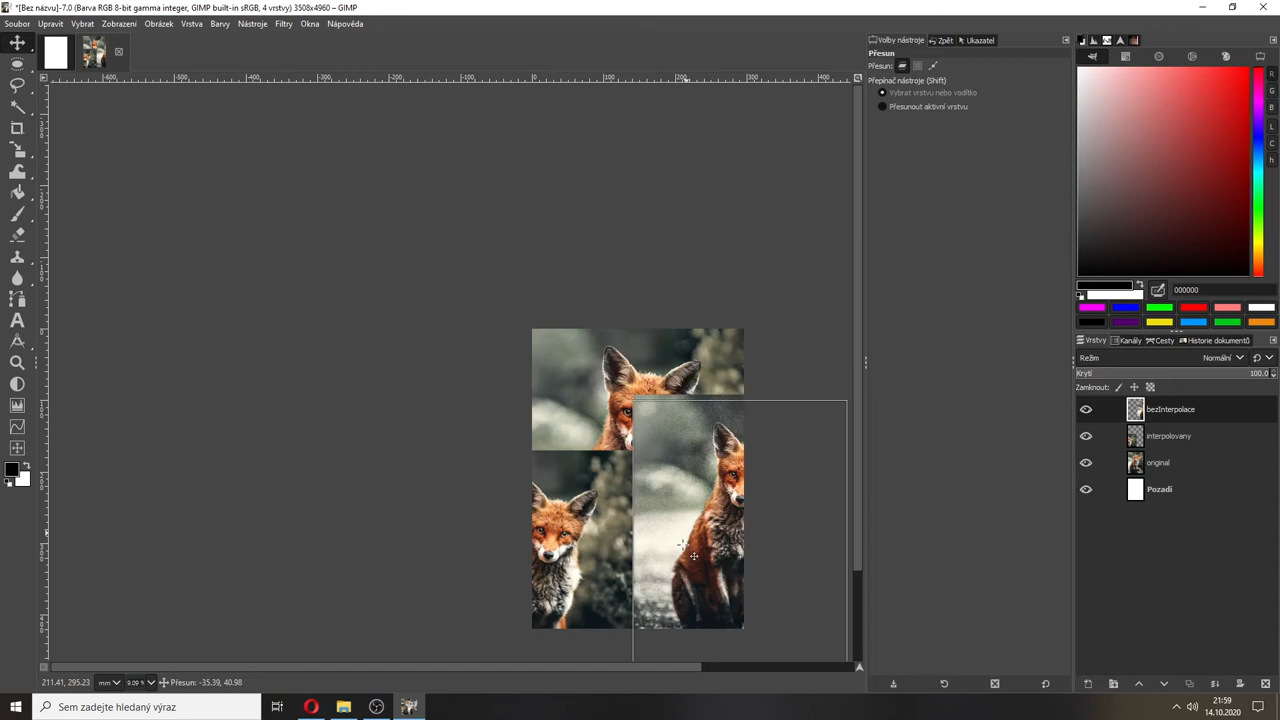 *[Bez názvu]-7.0 (Barva RGB 8-bit gamma integer, GIMP built-in sRGB, 4 vrstvy) 3508x4960 – GIMP
Soubor Upravit Vybrat Zobrazení Obrázek Vrstva Barvy Nástroje Filtry Okna Nápověda
Volby nástroje Zpět Ukazatel
Přesun
Přesun:
Přepínač nástroje (Shift)
Vybrat vrstvu nebo vodítko
Přesunout aktivní vrstvu
R
G
B
L
C
h
000000
Vrstvy Kanály Cesty Historie dokumentů
Režim Normální
Krytí 100.0
Zamknout:
bezInterpolace
interpolovany
original
Pozadí
211.41, 295.23 mm 9.09 % Přesun: -35.39, 40.98
Sem zadejte hledaný výraz
21:59
14.10.2020